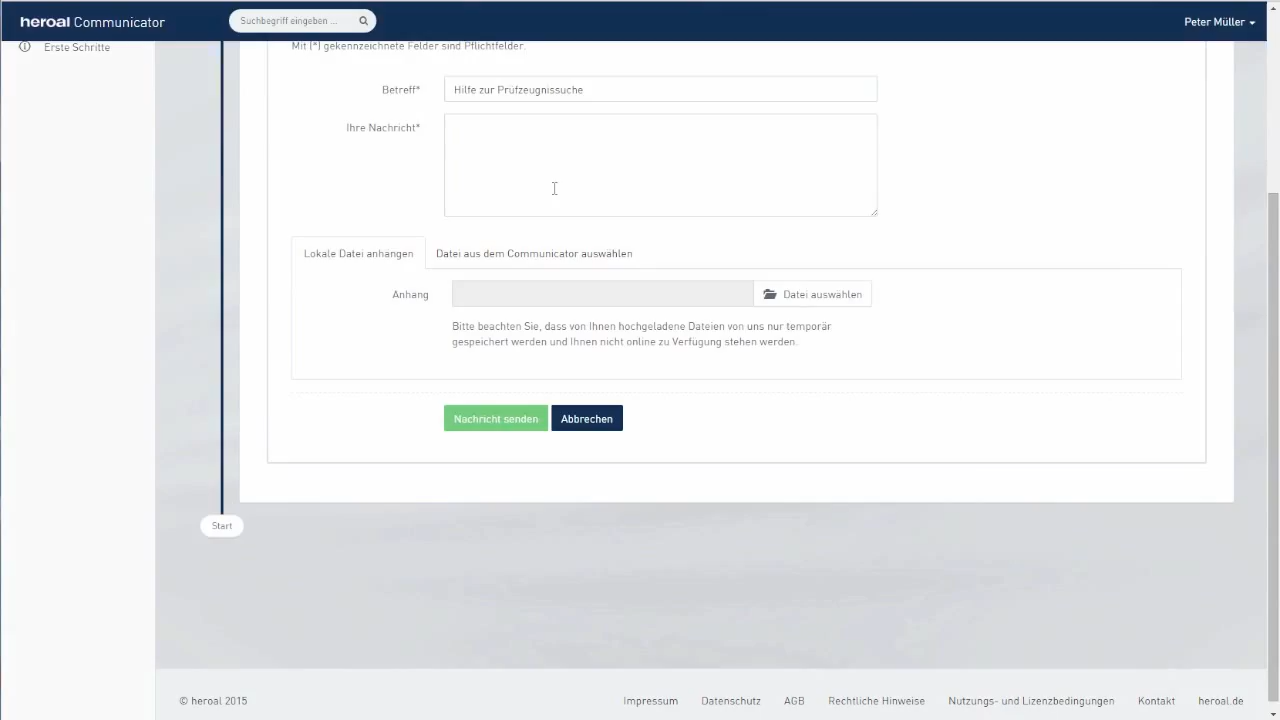 heroal Communicator
Suchbegriff eingeben ...
Peter Müller
Erste Schritte
Mit [*] gekennzeichnete Felder sind Pflichtfelder.
Betreff*
Hilfe zur Prüfzeugnissuche
Ihre Nachricht*
Lokale Datei anhängen
Datei aus dem Communicator auswählen
Anhang
Datei auswählen
Bitte beachten Sie, dass von Ihnen hochgeladene Dateien von uns nur temporär
gespeichert werden und Ihnen nicht online zu Verfügung stehen werden.
Nachricht senden
Abbrechen
Start
© heroal 2015
Impressum
Datenschutz
AGB
Rechtliche Hinweise
Nutzungs- und Lizenzbedingungen
Kontakt
heroal.de